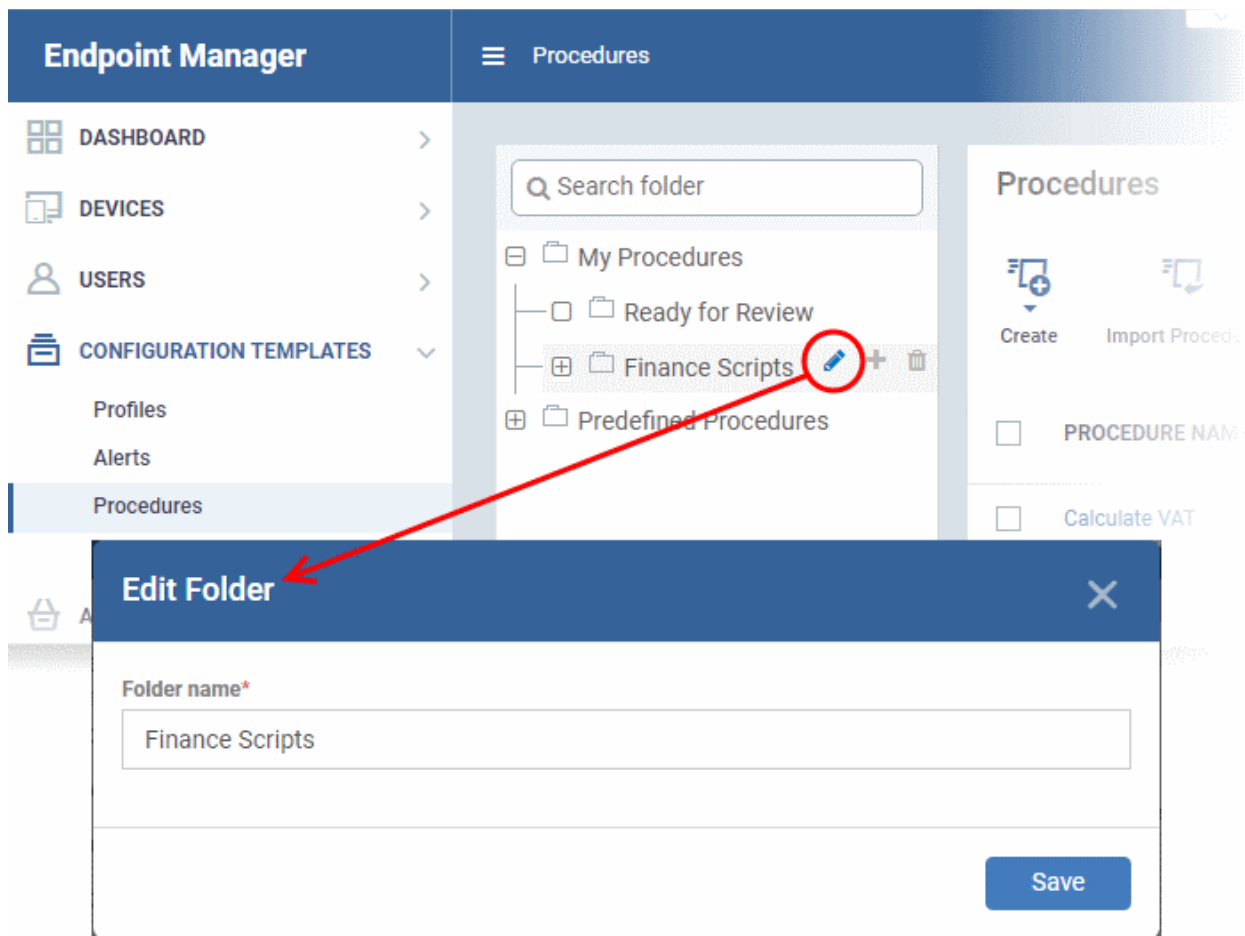 Endpoint Manager
Procedures
DASHBOARD
DEVICES
USERS
CONFIGURATION TEMPLATES
Profiles
Alerts
Procedures
Search folder
My Procedures
Ready for Review
Finance Scripts
Predefined Procedures
Procedures
Create
Import
PROCEDURE
Calculate VAT
Edit Folder
Folder name*
Finance Scripts
Save